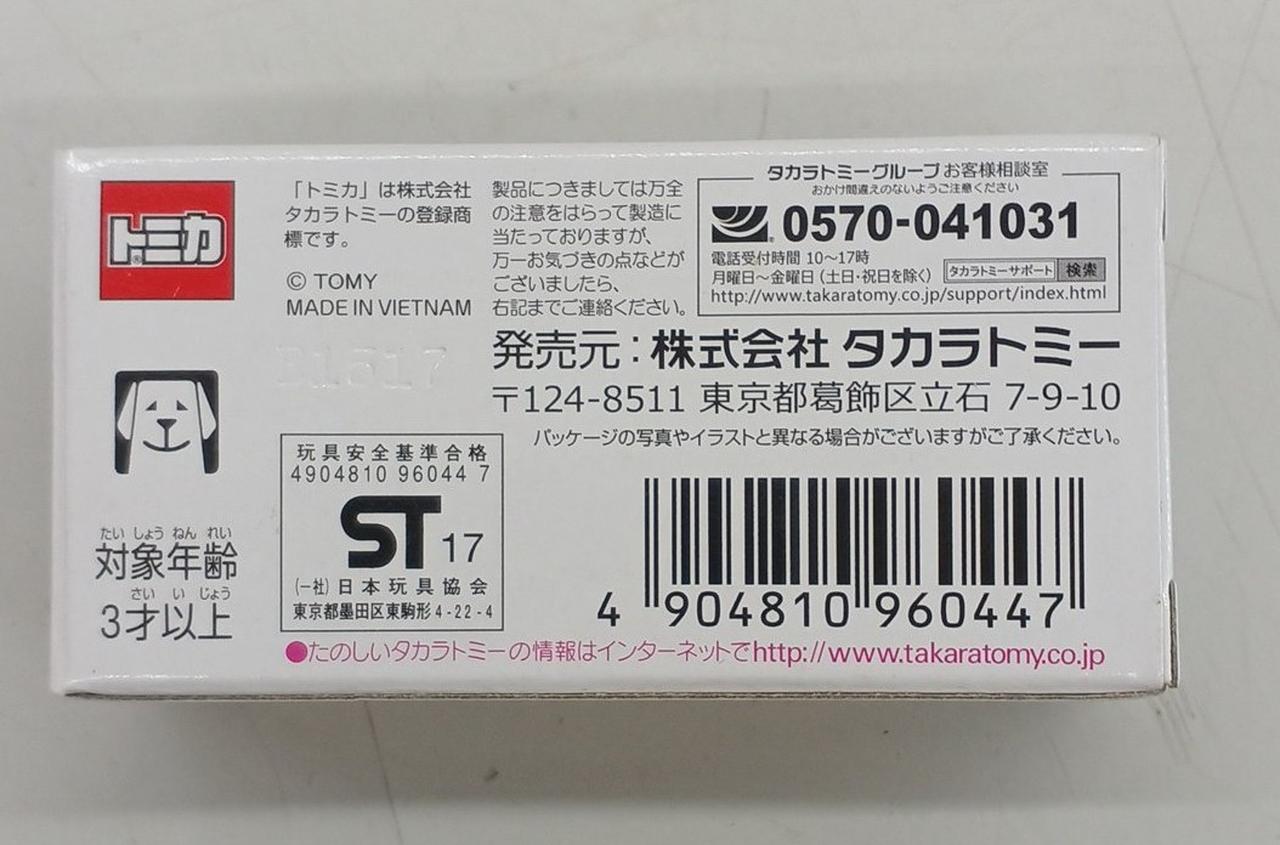 トミカ
「トミカ」は株式会社
タカラトミーの登録商
標です。
© TOMY
MADE IN VIETNAM
製品につきましては万全
の注意をはらって製造に
当たっておりますが、
万一お気づきの点などが
ございましたら、
右記までご連絡ください。
タカラトミーグループお客様相談室
おかけ間違えのないようご注意ください
0570-041031
電話受付時間 10〜17時
月曜日〜金曜日 (土日・祝日を除く) タカラトミーサポート 検索
http://www.takaratomy.co.jp/support/index.html
発売元：株式会社 タカラトミー
〒124-8511 東京都葛飾区立石 7-9-10
パッケージの写真やイラストと異なる場合がございますがご了承ください。
たい しょう ねん れい
対象年齢
さい い じょう
3才以上
玩具安全基準合格
4904810 96044 7
ST 17
(一社) 日本玩具協会
東京都墨田区東駒形 4-22-4
4 904810 960447
●たのしいタカラトミーの情報はインターネットでhttp://www.takaratomy.co.jp